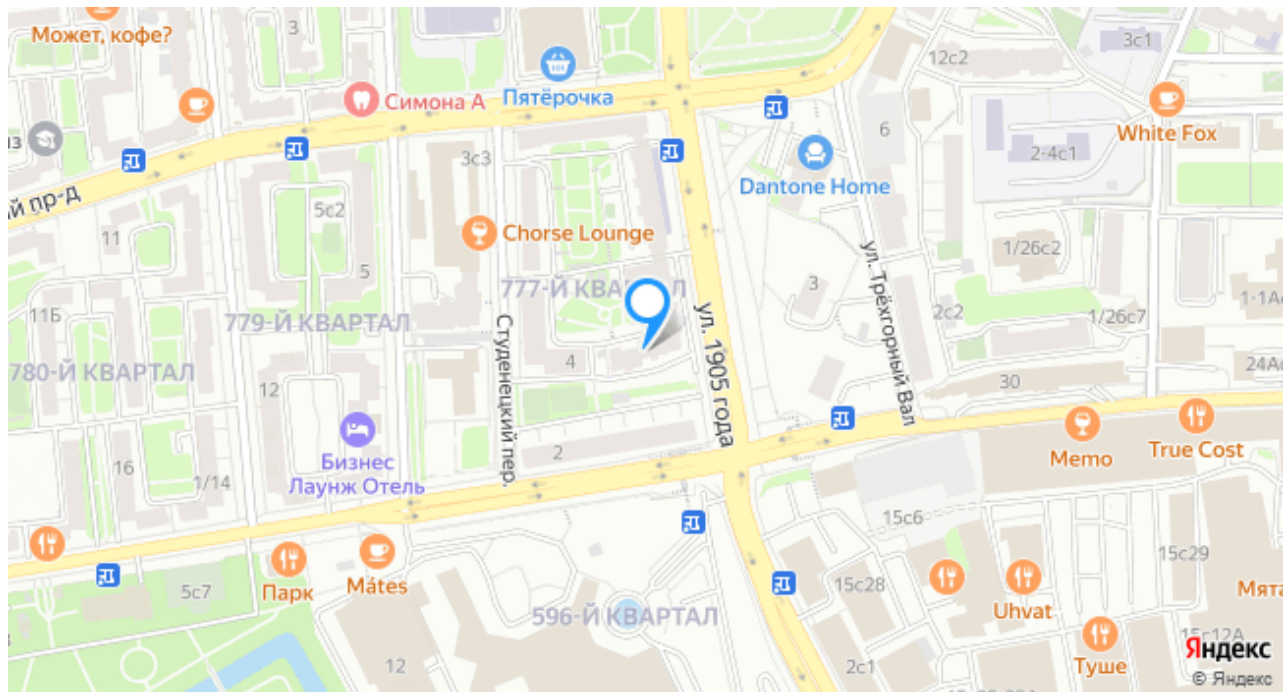 Может, кофе?
3
3с1
12с2
Симона А
Пятёрочка
6
White Fox
3с3
2-4с1
Dantone Home
й пр-д
5с2
11
5
Chorse Lounge
1/26с2
777-Й КВАРТАЛ
3
ул. Трёхгорный Вал
2с2
1-1А
11Б
779-Й КВАРТАЛ
Студенецкий пер.
ул. 1905 года
1/26с7
780-Й КВАРТАЛ
4
12
30
24А
Бизнес
Лаунж Отель
2
Memo
True Cost
16
1/14
15с6
15с29
5с7
Парк
Mátes
15с28
Uhvat
Мята
596-Й КВАРТАЛ
15с12А
12
2с1
Туше
Яндекс
© Яндекс